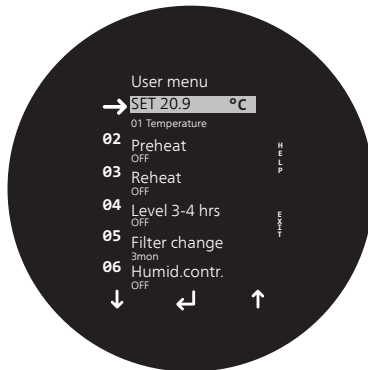 User menu
SET 20.9 °C
01 Temperature
02 Preheat
OFF
03 Reheat
OFF
04 Level 3-4 hrs
OFF
05 Filter change
3mon
06 Humid.contr.
OFF
HELP
EXIT